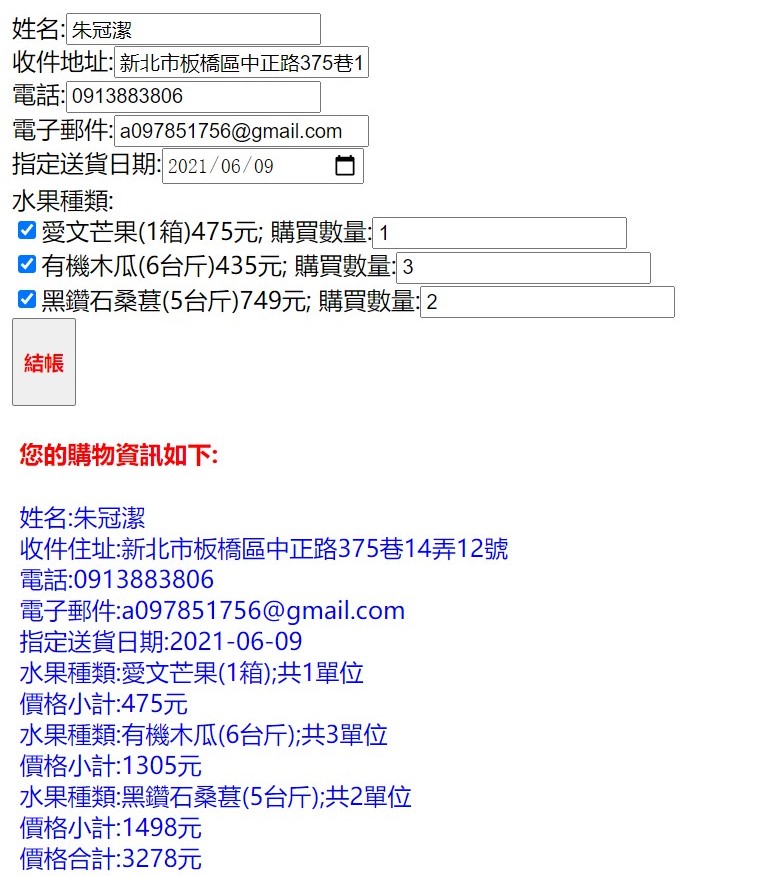 姓名:朱冠潔
收件地址:新北市板橋區中正路375巷1
電話:0913883806
電子郵件:a097851756@gmail.com
指定送貨日期:2021/06/09
水果種類:
愛文芒果(1箱)475元; 購買數量:1
有機木瓜(6台斤)435元; 購買數量:3
黑鑽石桑葚(5台斤)749元; 購買數量:2
結帳
您的購物資訊如下:
姓名:朱冠潔
收件住址:新北市板橋區中正路375巷14弄12號
電話:0913883806
電子郵件:a097851756@gmail.com
指定送貨日期:2021-06-09
水果種類:愛文芒果(1箱);共1單位
價格小計:475元
水果種類:有機木瓜(6台斤);共3單位
價格小計:1305元
水果種類:黑鑽石桑葚(5台斤);共2單位
價格小計:1498元
價格合計:3278元